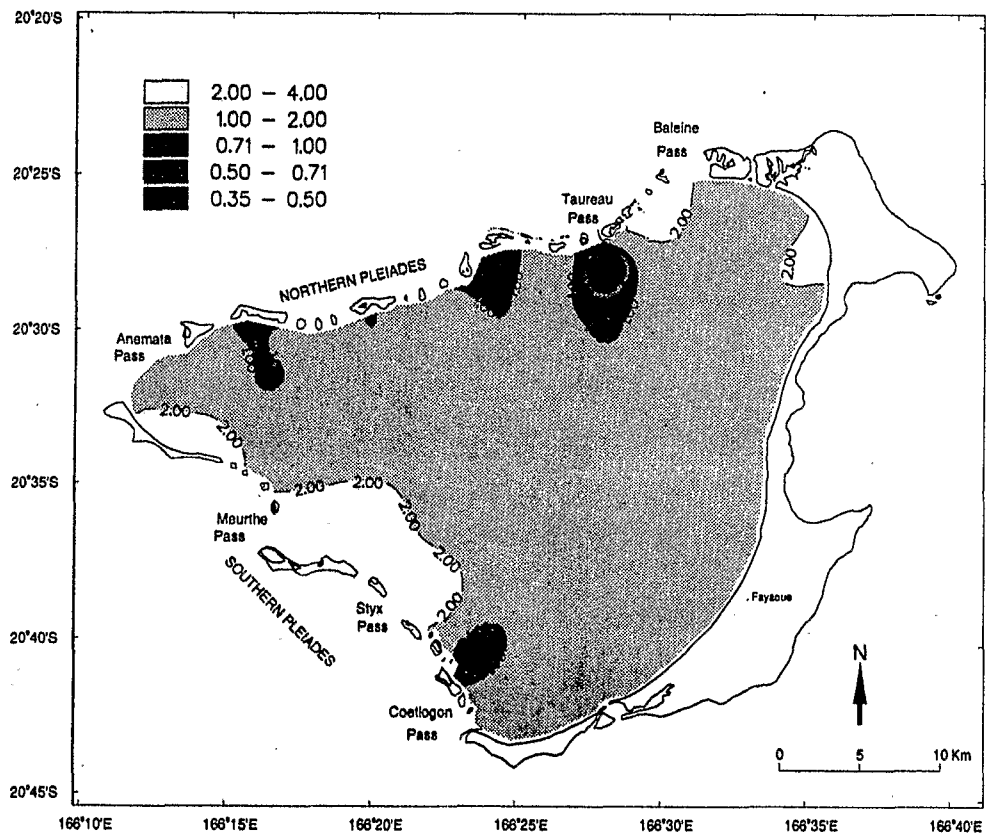 20°20'S
2.00 – 4.00
1.00 – 2.00
0.71 – 1.00
0.50 – 0.71
0.35 – 0.50
Baleine
Pass
20°25'S
Taureau
Pass
2.00
2.00
NORTHERN PLEIADES
20°30'S
Anemata
Pass
2.00
2.00
20°35'S
2.00
2.00
2.00
Meurthe
Pass
2.00
SOUTHERN PLEIADES
Styx
Pass
2.00
Fayaoue
20°40'S
N
Coetlogon
Pass
0 5 10 Km
20°45'S
166°10'E 166°15'E 166°20'E 166°25'E 166°30'E 166°35'E 166°40'E